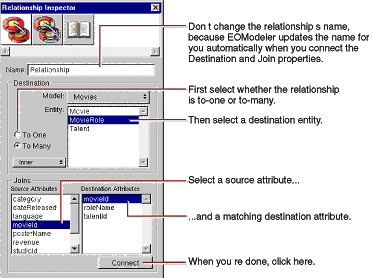 Relationship Inspector
Name: Relationship
Destination
Model: Movies
Entity: Movie
MovieRole
Talent
To One
To Many
Inner
Joins
Source Attributes
category
dateReleased
language
movieId
posterName
revenue
studioId
Destination Attributes
movieId
roleName
talentId
Connect
Don t change the relationship s name,
because EOModeler updates the name for
you automatically when you connect the
Destination and Join properties.
First select whether the relationship
is to-one or to-many.
Then select a destination entity.
Select a source attribute...
...and a matching destination attribute.
When you re done, click here.